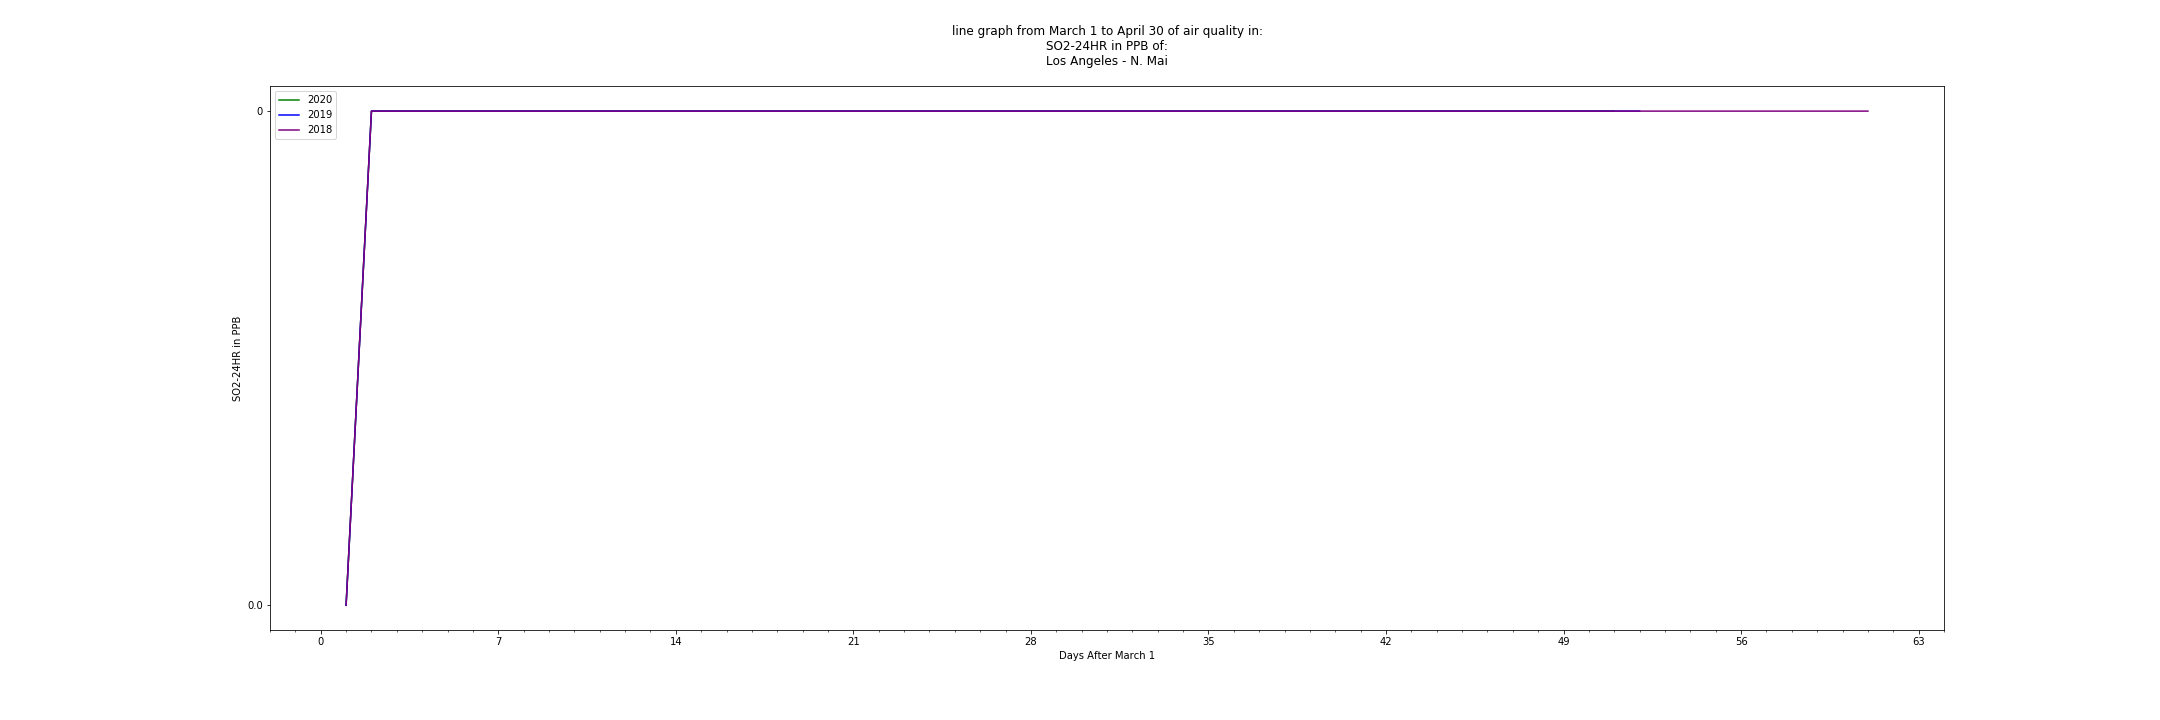 line graph from March 1 to April 30 of air quality in:
SO2-24HR in PPB of:
Los Angeles - N. Mai
2020
2019
2018
0
0.0
SO2-24HR in PPB
0 7 14 21 28 35 42 49 56 63
Days After March 1